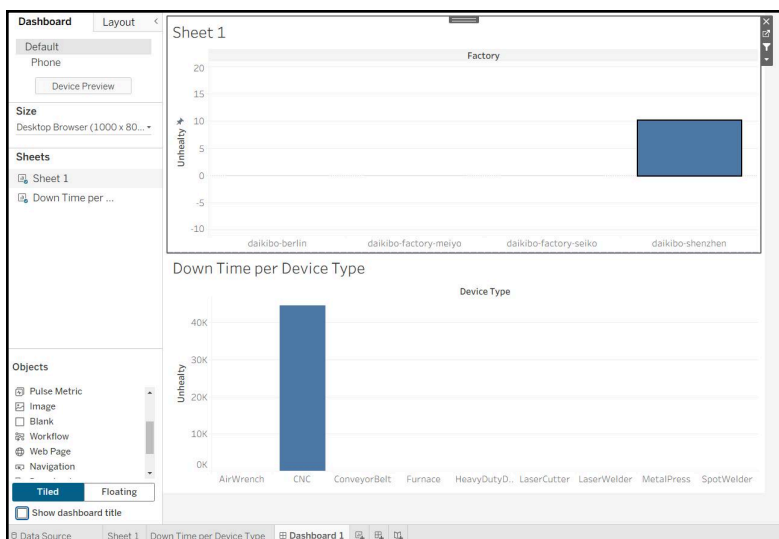 Dashboard Layout <
Default
Phone
Device Preview
Size
Desktop Browser (1000 x 80...
Sheets
Sheet 1
Down Time per ...
Objects
Pulse Metric
Image
Blank
Workflow
Web Page
Navigation
Tiled Floating
Show dashboard title
Sheet 1
Factory
Unhealty
20
15
10
5
0
-5
-10
daikibo-berlin daikibo-factory-meiyo daikibo-factory-seiko daikibo-shenzhen
Down Time per Device Type
Device Type
Unhealty
40K
30K
20K
10K
0K
AirWrench CNC ConveyorBelt Furnace HeavyDutyD.. LaserCutter LaserWelder MetalPress SpotWelder
Data Source Sheet 1 Down Time per Device Type Dashboard 1